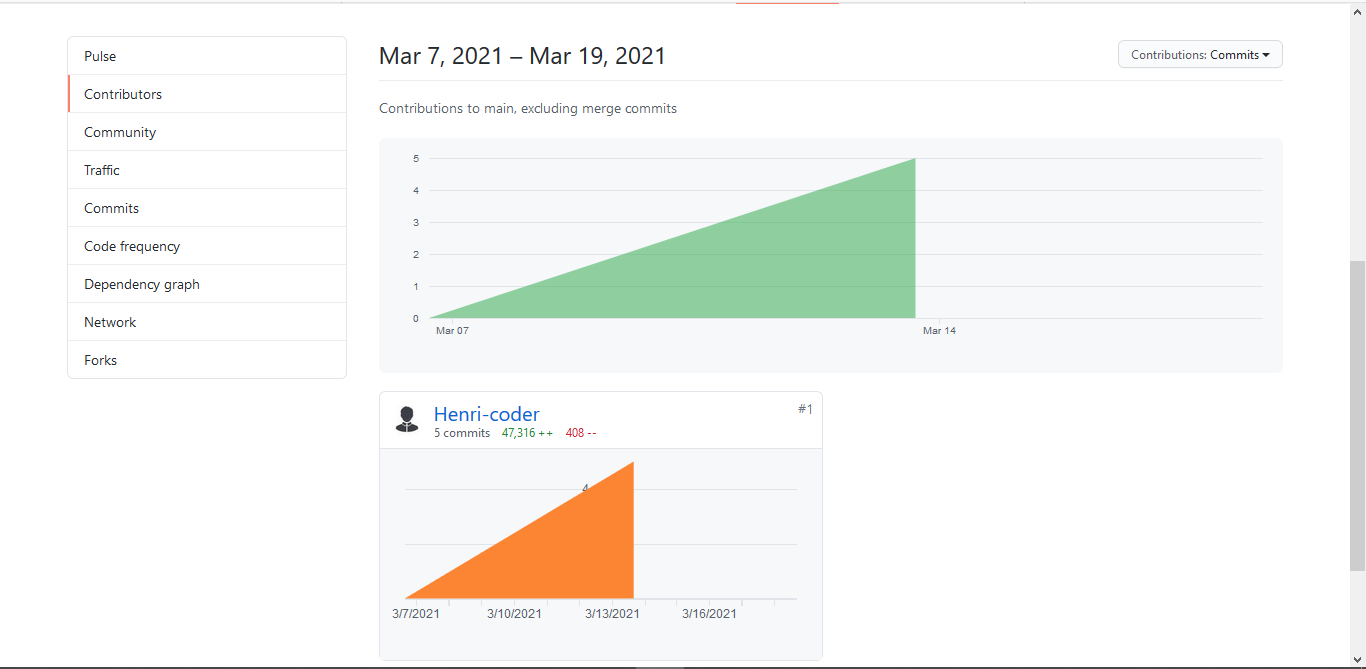 Pulse
Contributors
Community
Traffic
Commits
Code frequency
Dependency graph
Network
Forks
Mar 7, 2021 – Mar 19, 2021
Contributions: Commits
Contributions to main, excluding merge commits
5
4
3
2
1
0
Mar 07 Mar 14
Henri-coder #1
5 commits 47,316 ++ 408 --
4
3/7/2021 3/10/2021 3/13/2021 3/16/2021